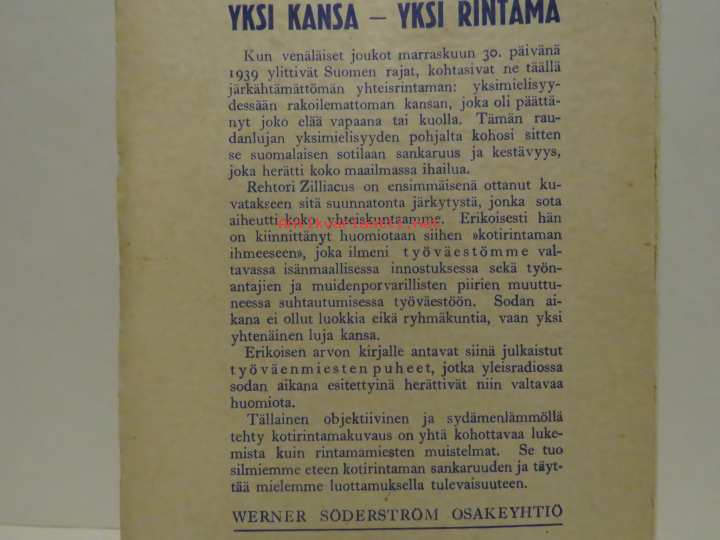 YKSI KANSA — YKSI RINTAMA
Kun venäläiset joukot marraskuun 30. päivänä
1939 ylittivät Suomen rajat, kohtasivat ne täällä
järkähtämättömän yhteisrintaman: yksimielisyy-
dessään rakoilemattoman kansan, joka oli päättä-
nyt joko elää vapaana tai kuolla. Tämän rau-
danlujan yksimielisyyden pohjalta kohosi sitten
se suomalaisen sotilaan sankaruus ja kestävyys,
joka herätti koko maailmassa ihailua.
Rehtori Zilliacus on ensimmäisenä ottanut ku-
vatakseen sitä suunnatonta järkytystä, jonka sota
aiheutti koko yhteiskuntaamme. Erikoisesti hän
on kiinnittänyt huomiotaan siihen »kotirintaman
ihmeeseen», joka ilmeni työväestömme val-
tavassa isänmaallisessa innostuksessa sekä työn-
antajien ja muiden porvarillisten piirien muuttu-
neessa suhtautumisessa työväestöön. Sodan ai-
kana ei ollut luokkia eikä ryhmäkuntia, vaan yksi
yhtenäinen luja kansa.
Erikoisen arvon kirjalle antavat siinä julkaistut
työväenmiesten puheet, jotka yleisradiossa
sodan aikana esitettyinä herättivät niin valtavaa
huomiota.
Tällainen objektiivinen ja sydämenlämmöllä
tehty kotirintamakuvaus on yhtä kohottavaa luke-
mista kuin rintamamiesten muistelmat. Se tuo
silmiemme eteen kotirintaman sankaruuden ja täyt-
tää mielemme luottamuksella tulevaisuuteen.
WERNER SÖDERSTRÖM OSAKEYHTIÖ